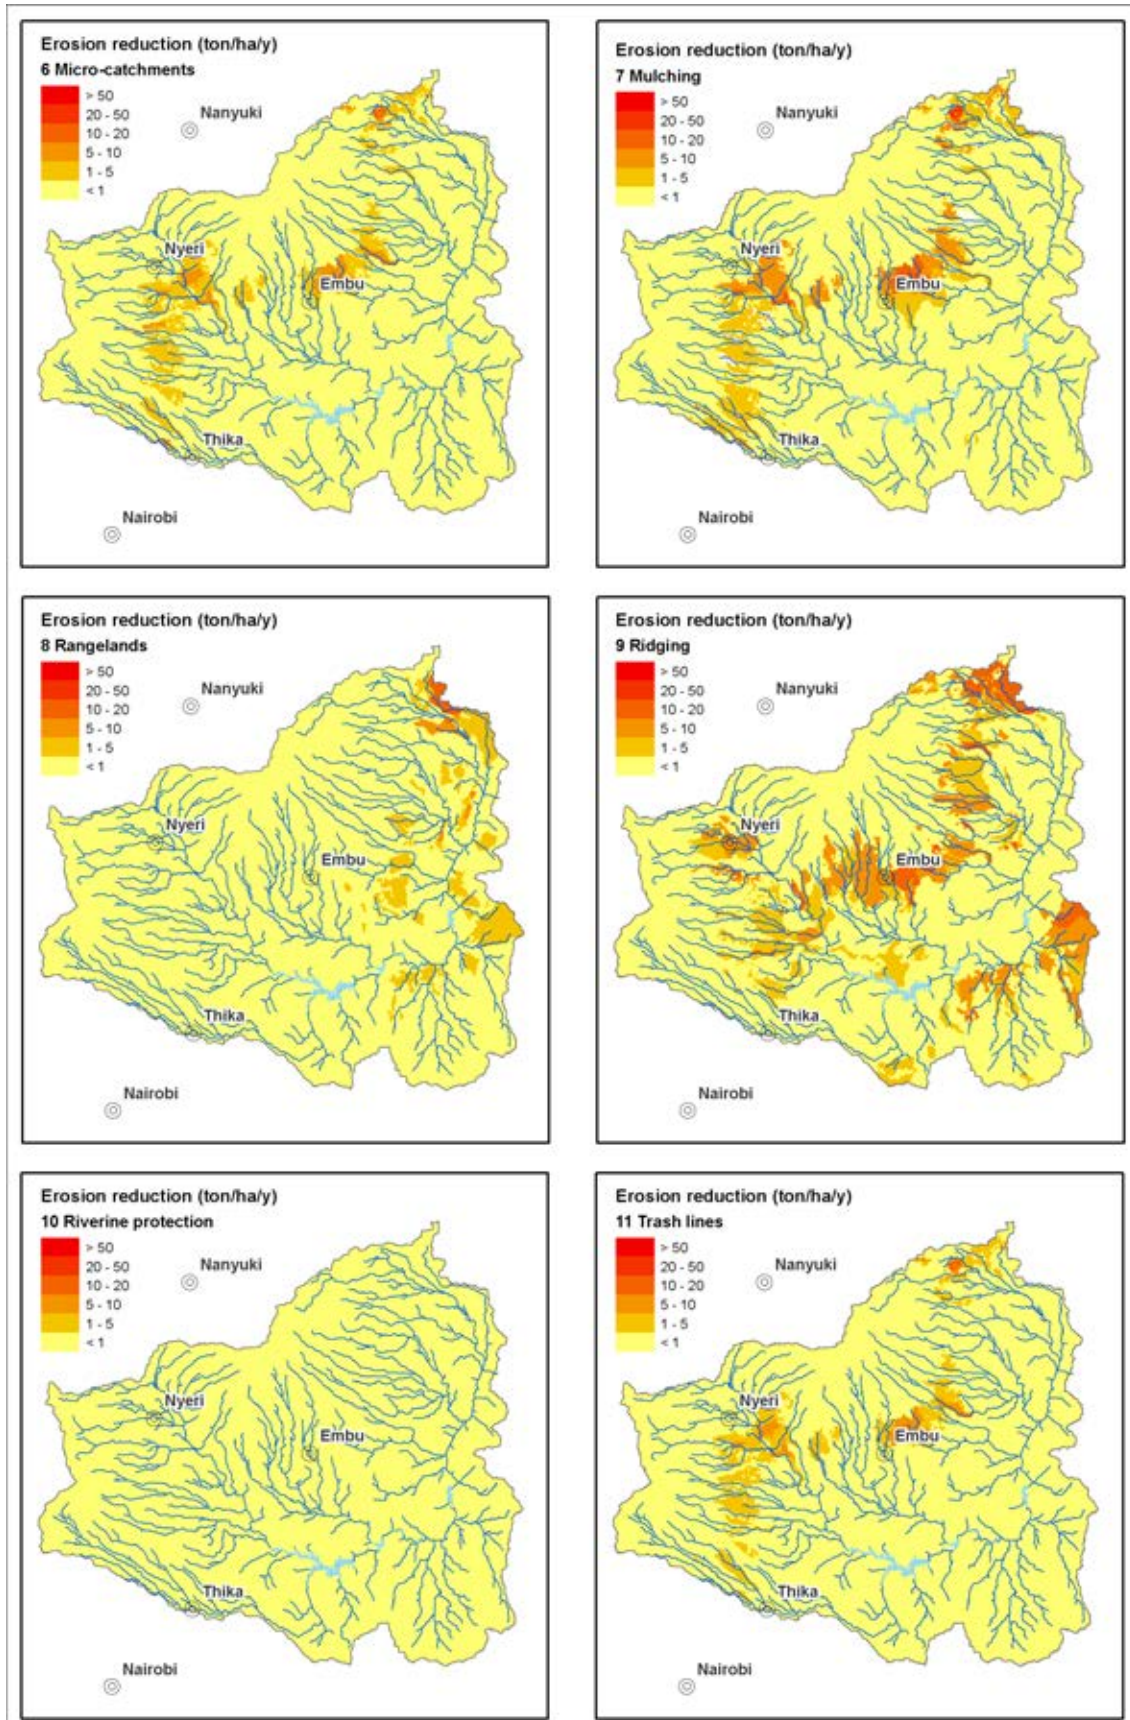 Erosion reduction (ton/ha/y)
6 Micro-catchments
> 50
20 - 50
10 - 20
5 - 10
1 - 5
< 1
Nanyuki
Nyeri
Embu
Thika
Nairobi
Erosion reduction (ton/ha/y)
7 Mulching
> 50
20 - 50
10 - 20
5 - 10
1 - 5
< 1
Nanyuki
Nyeri
Embu
Thika
Nairobi
Erosion reduction (ton/ha/y)
8 Rangelands
> 50
20 - 50
10 - 20
5 - 10
1 - 5
< 1
Nanyuki
Nyeri
Embu
Thika
Nairobi
Erosion reduction (ton/ha/y)
9 Ridging
> 50
20 - 50
10 - 20
5 - 10
1 - 5
< 1
Nanyuki
Nyeri
Embu
Thika
Nairobi
Erosion reduction (ton/ha/y)
10 Riverine protection
> 50
20 - 50
10 - 20
5 - 10
1 - 5
< 1
Nanyuki
Nyeri
Embu
Thika
Nairobi
Erosion reduction (ton/ha/y)
11 Trash lines
> 50
20 - 50
10 - 20
5 - 10
1 - 5
< 1
Nanyuki
Nyeri
Embu
Thika
Nairobi